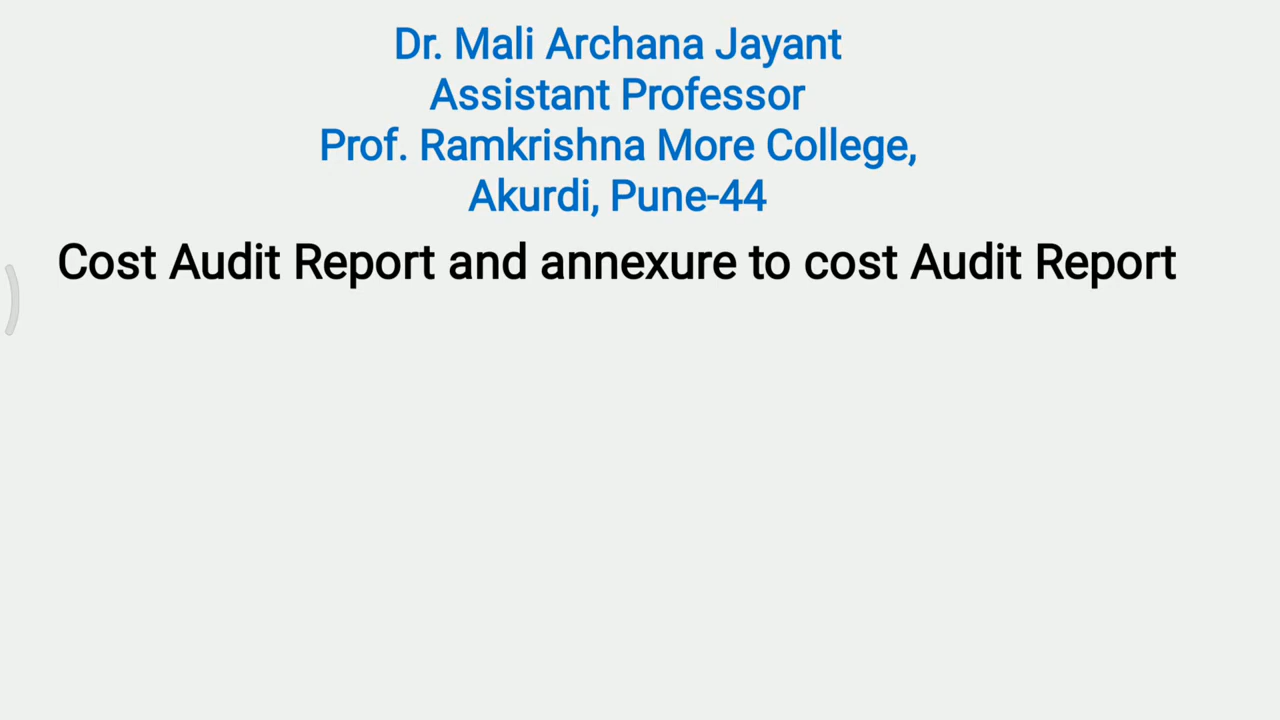 Dr. Mali Archana Jayant
Assistant Professor
Prof. Ramkrishna More College,
Akurdi, Pune-44
Cost Audit Report and annexure to cost Audit Report